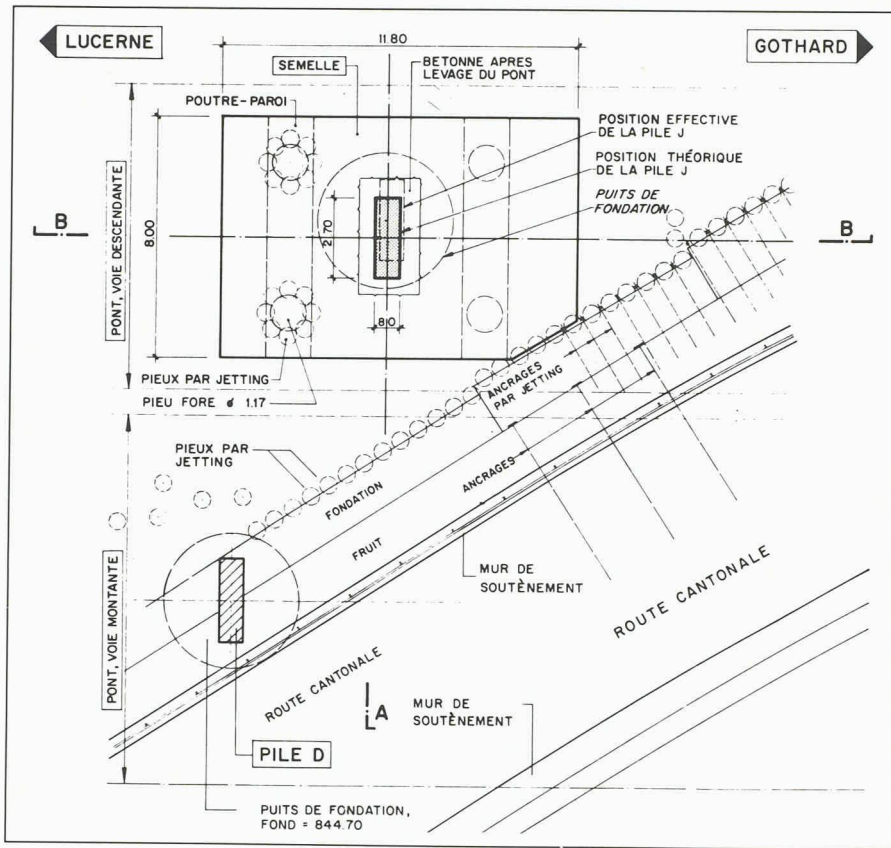 LUCERNE
11.80
GOTHARD
SEMELLE
BETONNE APRES
LEVAGE DU PONT
POUTRE-PAROI
POSITION EFFECTIVE
DE LA PILE J
POSITION THÉORIQUE
DE LA PILE J
PUITS DE
FONDATION
B
B
8.00
2.70
80
PONT, VOIE DESCENDANTE
PIEUX PAR JETTING
PIEU FORE ø 1.17
ANCRAGES
PAR JETTING
PIEUX PAR
JETTING
ANCRAGES
FONDATION
FRUIT
MUR DE
SOUTÈNEMENT
ROUTE CANTONALE
PONT, VOIE MONTANTE
ROUTE CANTONALE
A
MUR DE
SOUTÈNEMENT
PILE D
PUITS DE FONDATION,
FOND = 844.70